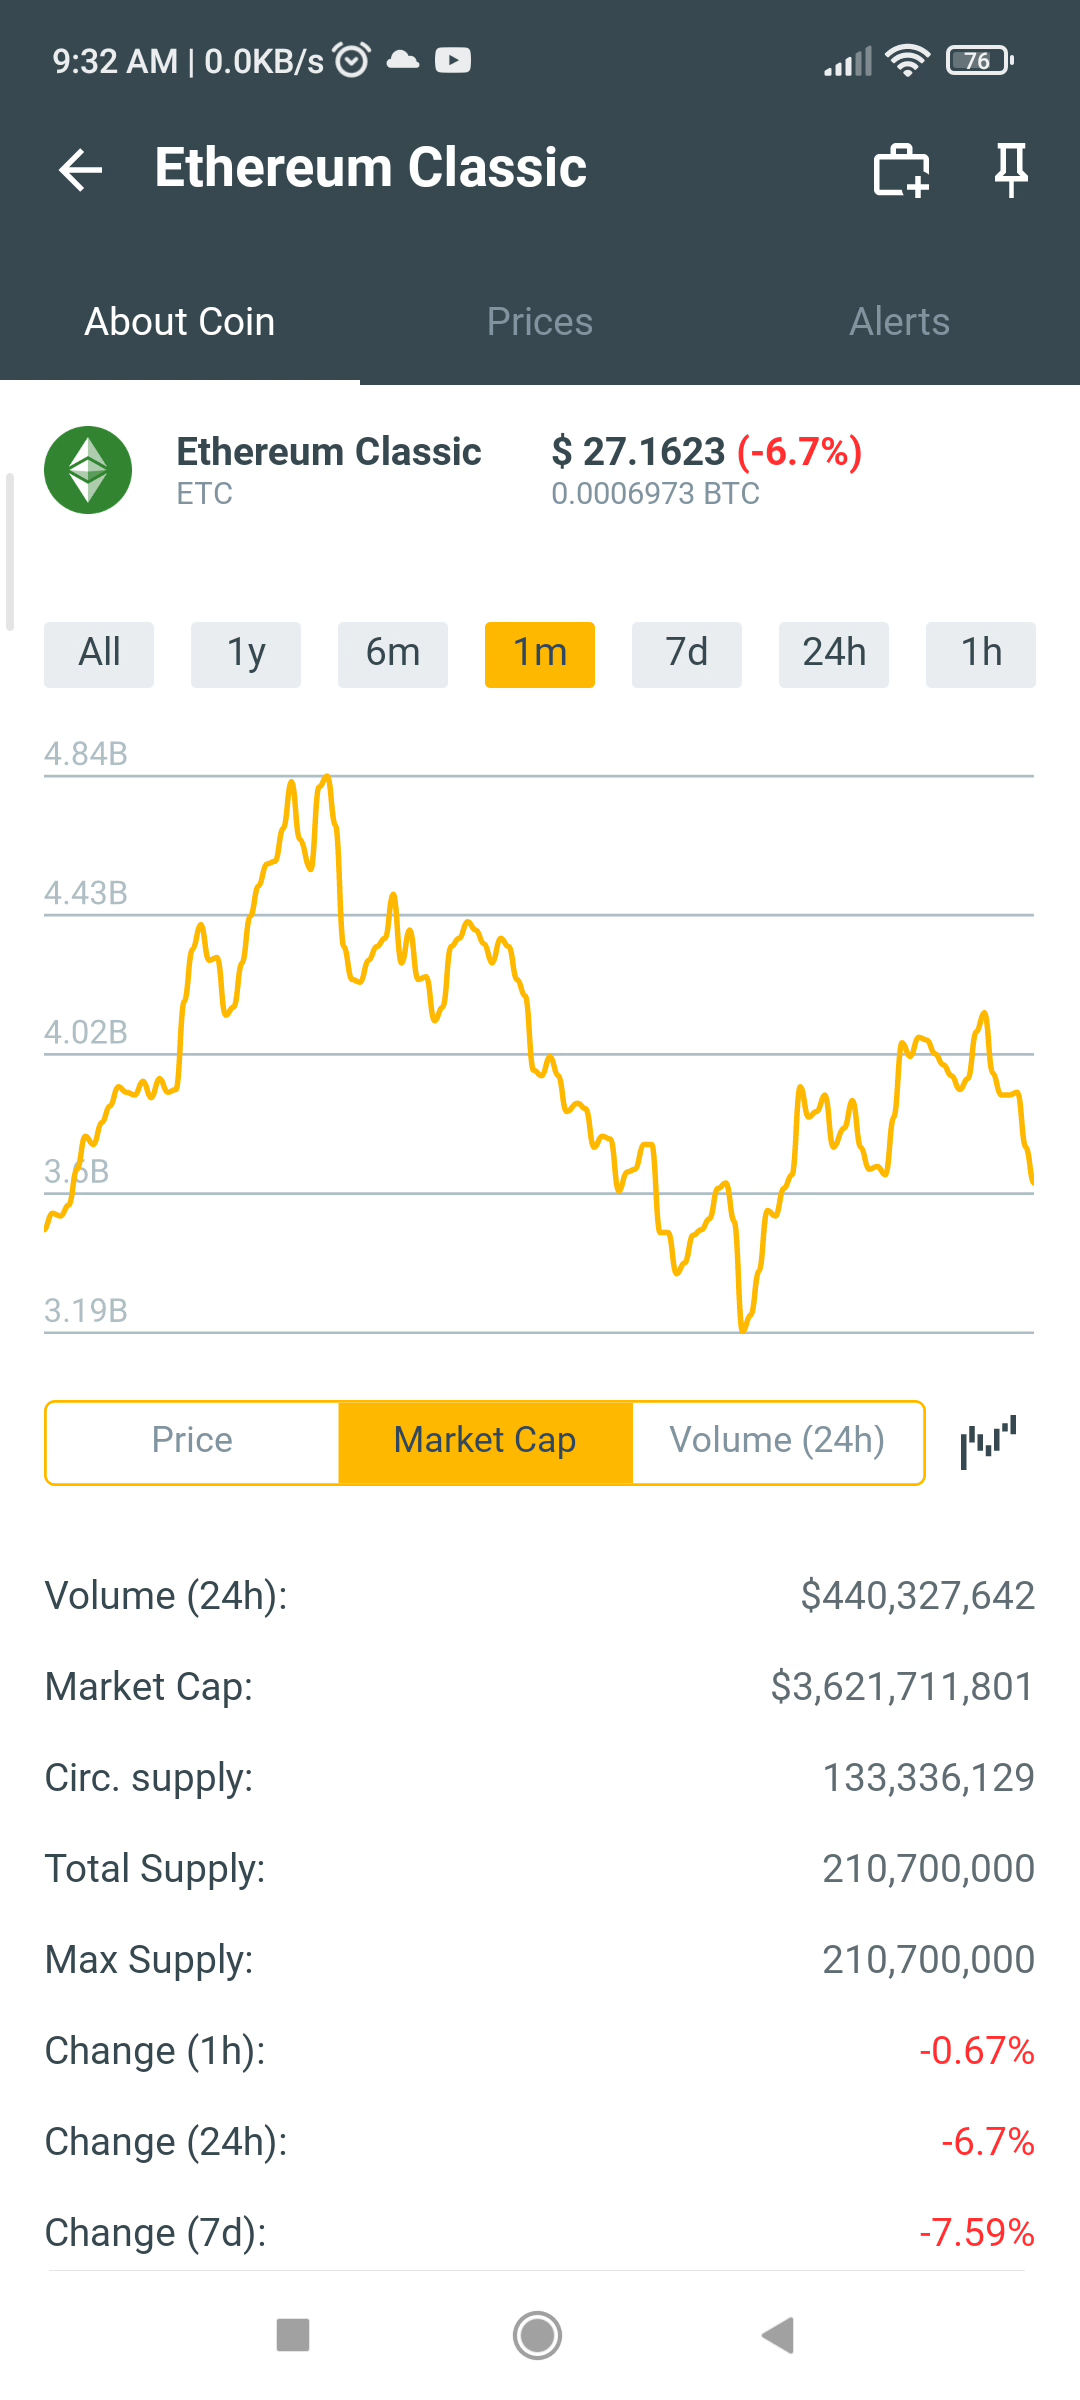 9:32 AM | 0.0KB/s
76
Ethereum Classic
About Coin Prices Alerts
Ethereum Classic $ 27.1623 (-6.7%)
ETC 0.0006973 BTC
All 1y 6m 1m 7d 24h 1h
4.84B
4.43B
4.02B
3.6B
3.19B
Price Market Cap Volume (24h)
Volume (24h): $440,327,642
Market Cap: $3,621,711,801
Circ. supply: 133,336,129
Total Supply: 210,700,000
Max Supply: 210,700,000
Change (1h): -0.67%
Change (24h): -6.7%
Change (7d): -7.59%